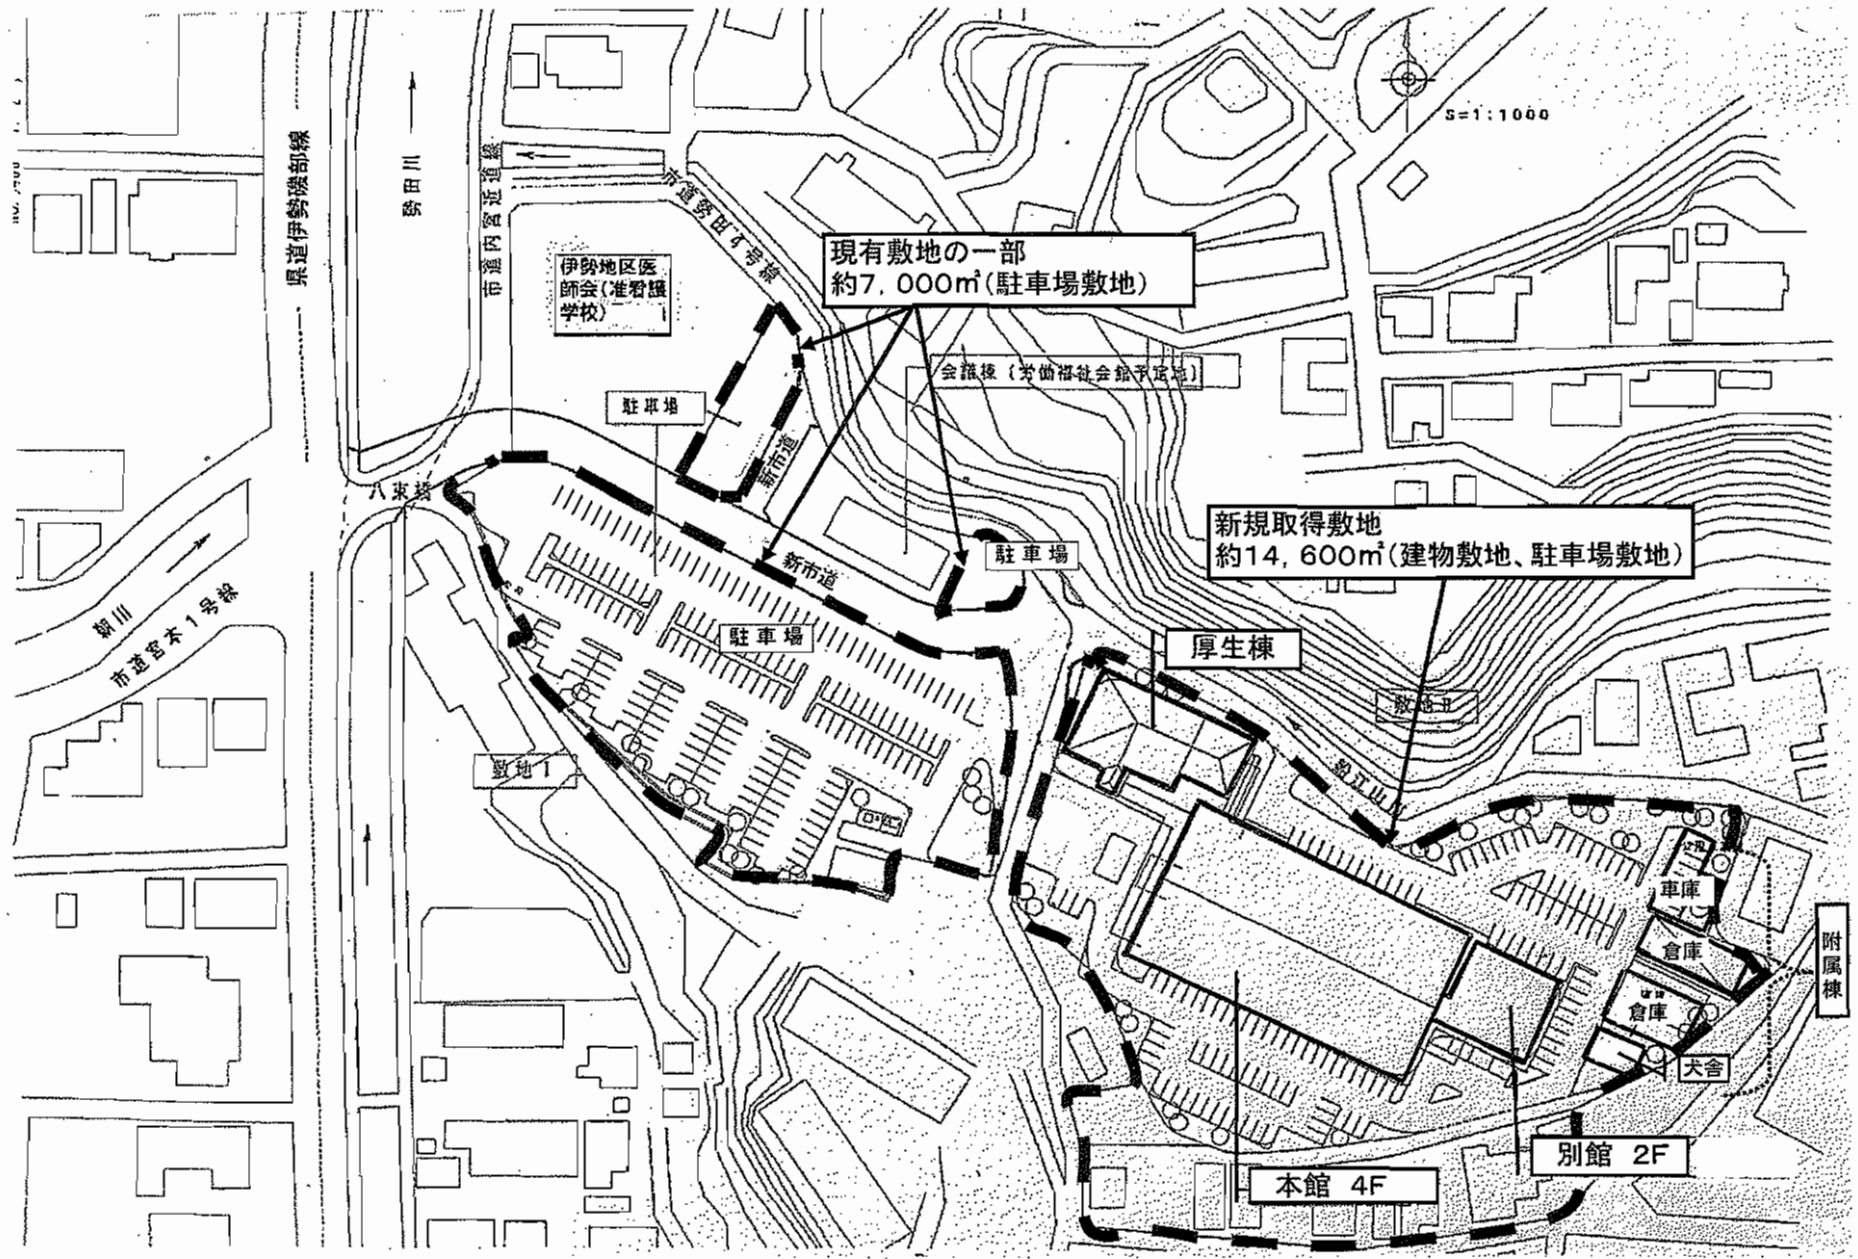 S=1:1000
県道伊勢磯部線
勢田川
市道内宮近道線
市道勢田4号線
現有敷地の一部
約7,000㎡(駐車場敷地)
伊勢地区医
師会(准看護
学校)
会議棟(労働福祉会館予定地)
駐車場
新市道
八束橋
新規取得敷地
約14,600㎡(建物敷地、駐車場敷地)
駐車場
新市道
朝川
市道宮本1号線
駐車場
厚生棟
敷地Ⅱ
敷地Ⅰ
車庫
倉庫
附属棟
倉庫
犬舎
別館 2F
本館 4F